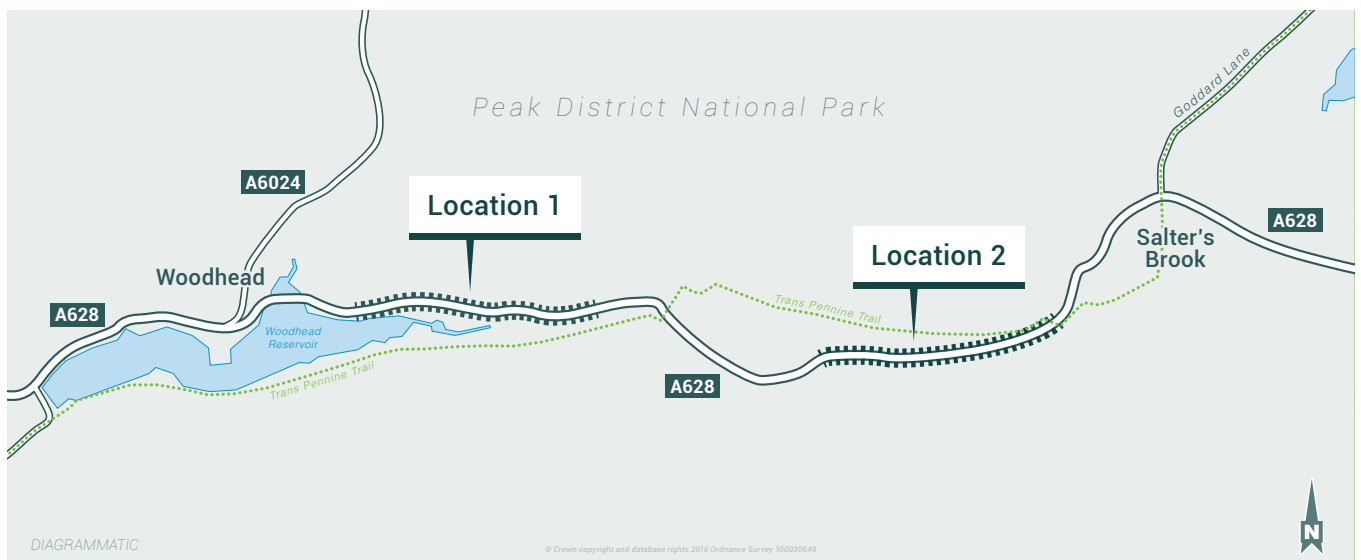 Goddard Lane
Peak District National Park
A6024
Location 1
A628
Salter's
Brook
Location 2
Woodhead
A628
Trans Pennine Trail
Woodhead
Reservoir
Trans Pennine Trail
A628
N
DIAGRAMMATIC
© Crown copyright and database rights 2016 Ordnance Survey 100030649